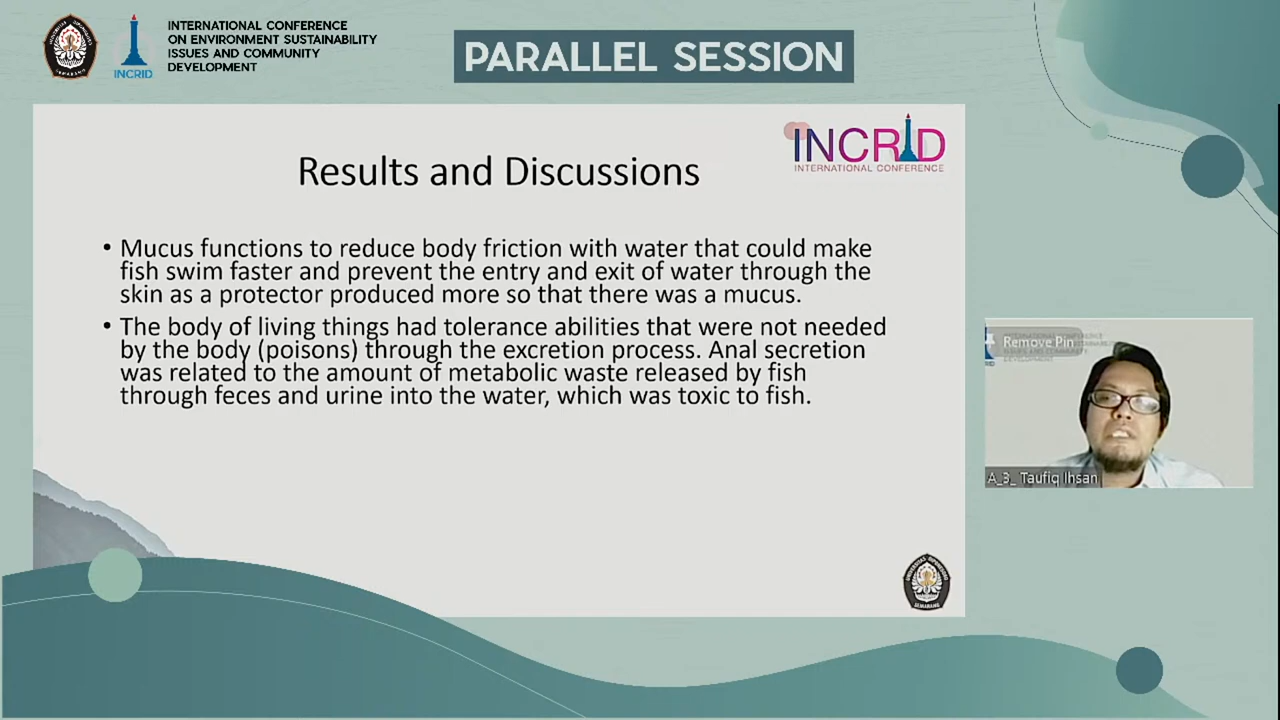 INTERNATIONAL CONFERENCE
ON ENVIRONMENT SUSTAINABILITY
ISSUES AND COMMUNITY
DEVELOPMENT
INCRID
PARALLEL SESSION
INCRID
INTERNATIONAL CONFERENCE
Results and Discussions
• Mucus functions to reduce body friction with water that could make
fish swim faster and prevent the entry and exit of water through the
skin as a protector produced more so that there was a mucus.
• The body of living things had tolerance abilities that were not needed
by the body (poisons) through the excretion process. Anal secretion
was related to the amount of metabolic waste released by fish
through feces and urine into the water, which was toxic to fish.
Remove Pin
A_3_ Taufiq Ihsan
SEMARANG
SEMARANG